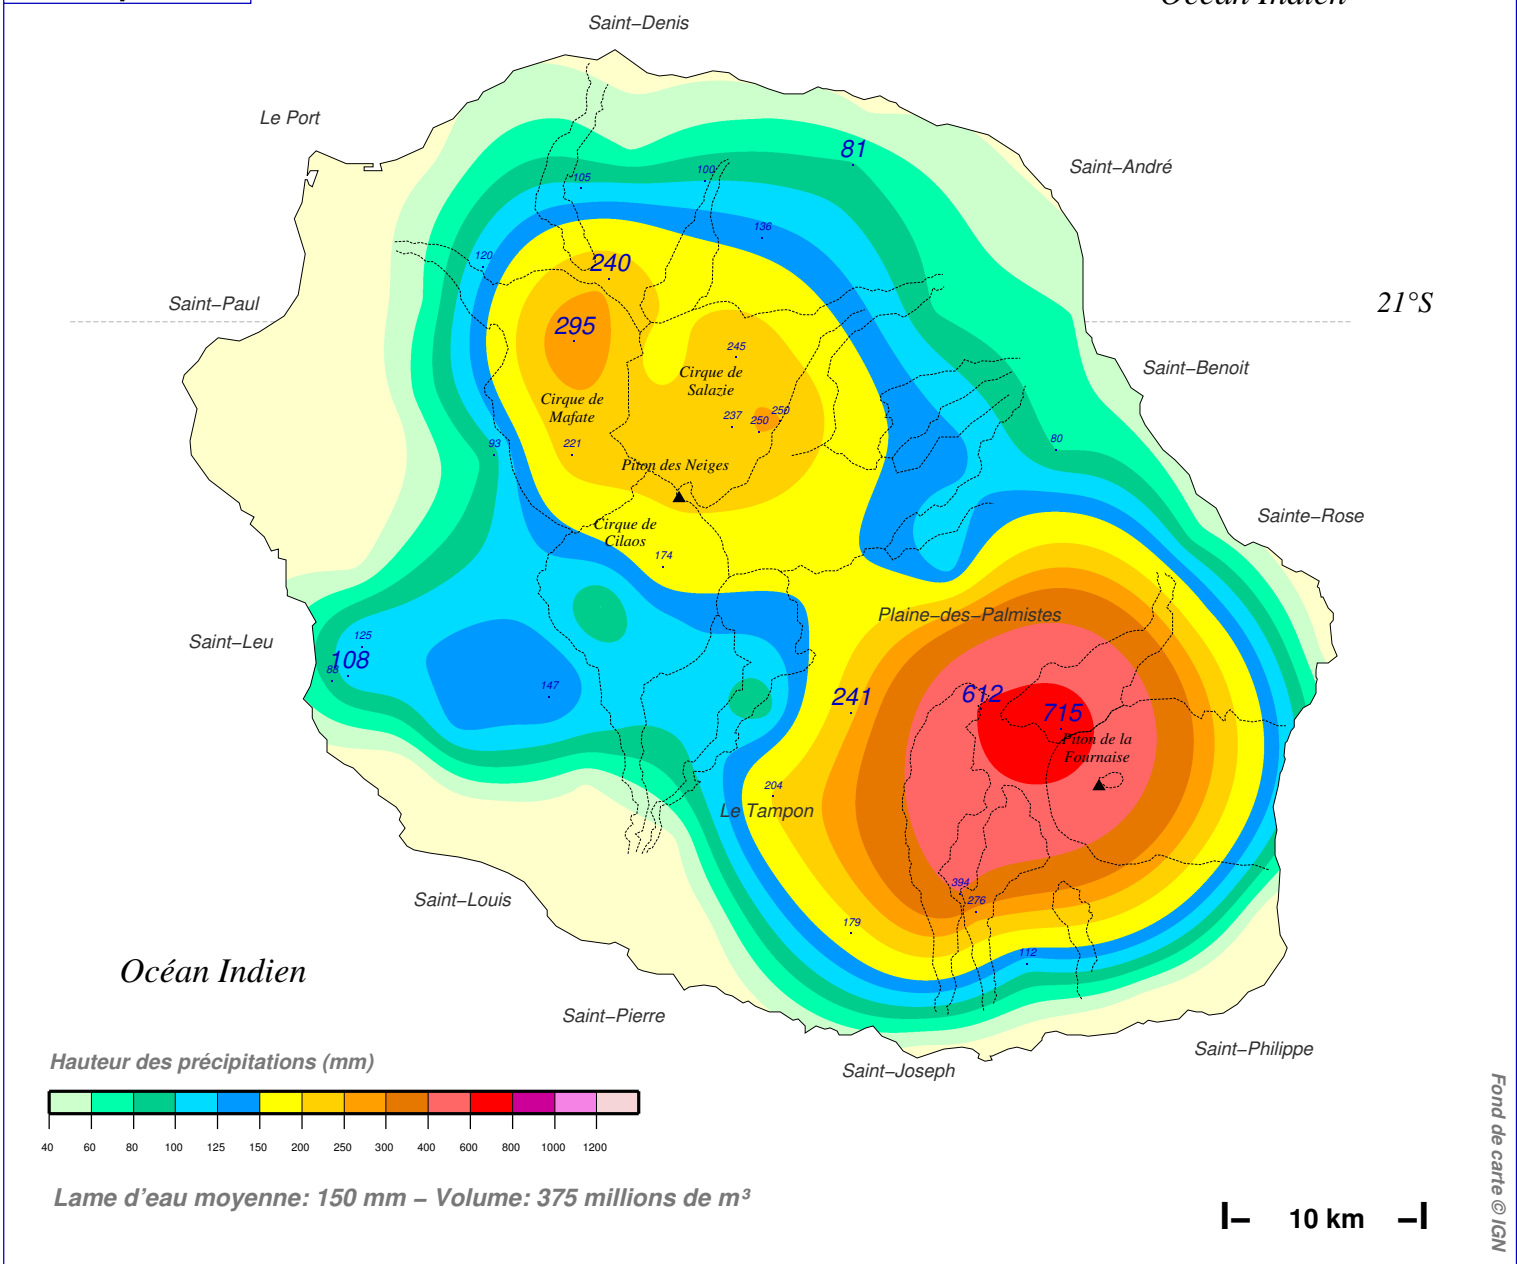 Océan Indien
Saint–Denis
Le Port
81
Saint–André
100
105
136
120
240
Saint–Paul
21°S
295
245
Saint–Benoit
Cirque de
Salazie
Cirque de
Mafate
237
250
250
93
221
80
Piton des Neiges
Sainte–Rose
Cirque de
Cilaos
174
Plaine–des–Palmistes
Saint–Leu
125
108
147
241
612
715
Piton de la
Fournaise
204
Le Tampon
394
276
Saint–Louis
179
112
Océan Indien
Saint–Pierre
Saint–Philippe
Saint–Joseph
Hauteur des précipitations (mm)
40 60 80 100 125 150 200 250 300 400 600 800 1000 1200
Lame d'eau moyenne: 150 mm – Volume: 375 millions de m³
10 km
Fond de carte © IGN